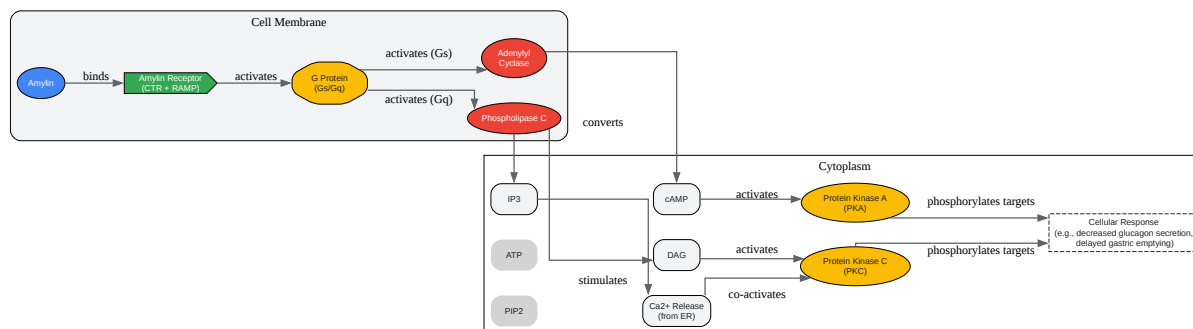 Cell Membrane
Amylin
binds
Amylin Receptor
(CTR + RAMP)
activates
G Protein
(Gs/Gq)
activates (Gs)
activates (Gq)
Adenylyl
Cyclase
Phospholipase C
converts
Cytoplasm
IP3
ATP
PIP2
stimulates
cAMP
DAG
Ca2+ Release
(from ER)
activates
activates
co-activates
Protein Kinase A
(PKA)
Protein Kinase C
(PKC)
phosphorylates targets
phosphorylates targets
Cellular Response
(e.g., decreased glucagon secretion,
delayed gastric emptying)